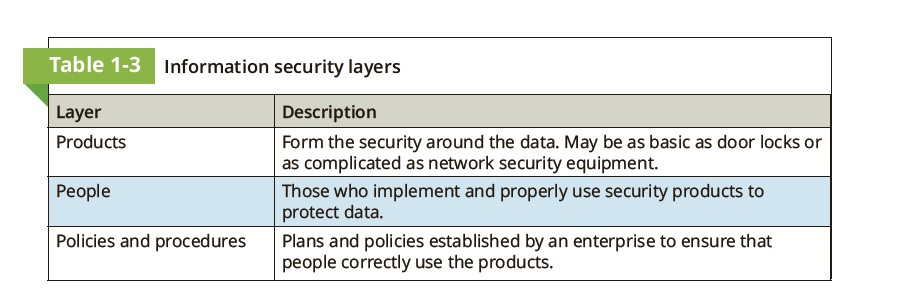 Table 1-3 Information security layers
Layer Description
Products Form the security around the data. May be as basic as door locks or
as complicated as network security equipment.
People Those who implement and properly use security products to
protect data.
Policies and procedures Plans and policies established by an enterprise to ensure that
people correctly use the products.